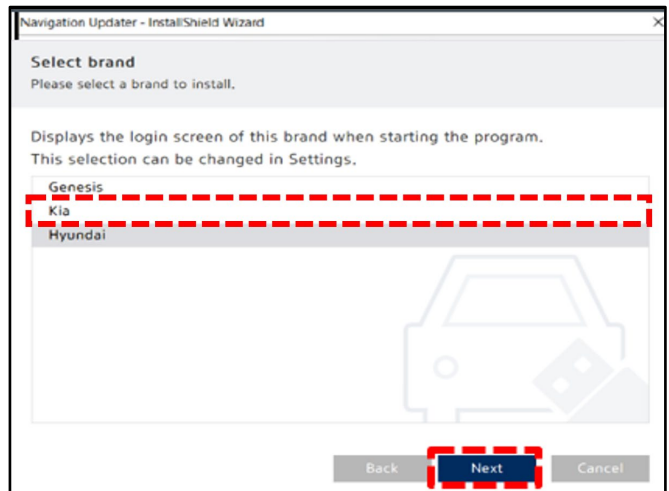 Navigation Updater - InstallShield Wizard
Select brand
Please select a brand to install.
Displays the login screen of this brand when starting the program.
This selection can be changed in Settings.
Genesis
Kia
Hyundai
Back Next Cancel